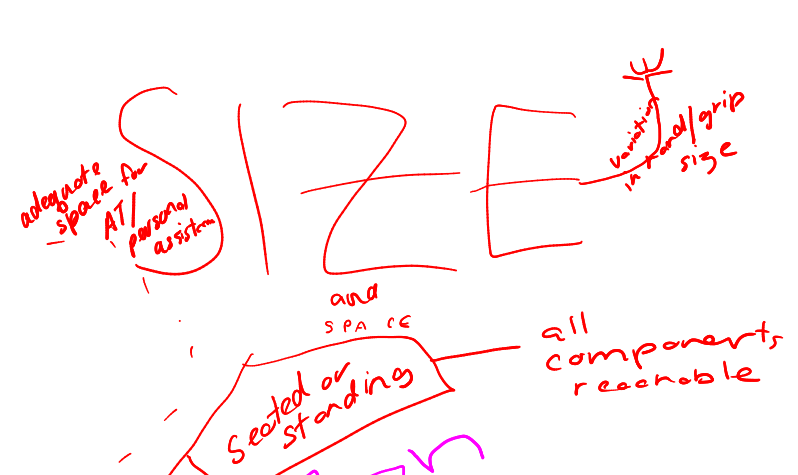 SIZE
and
SPACE
adequate
space for
AT/
personal
assistan
variation
in hand/grip
size
seated or
standing
all
components
reachable